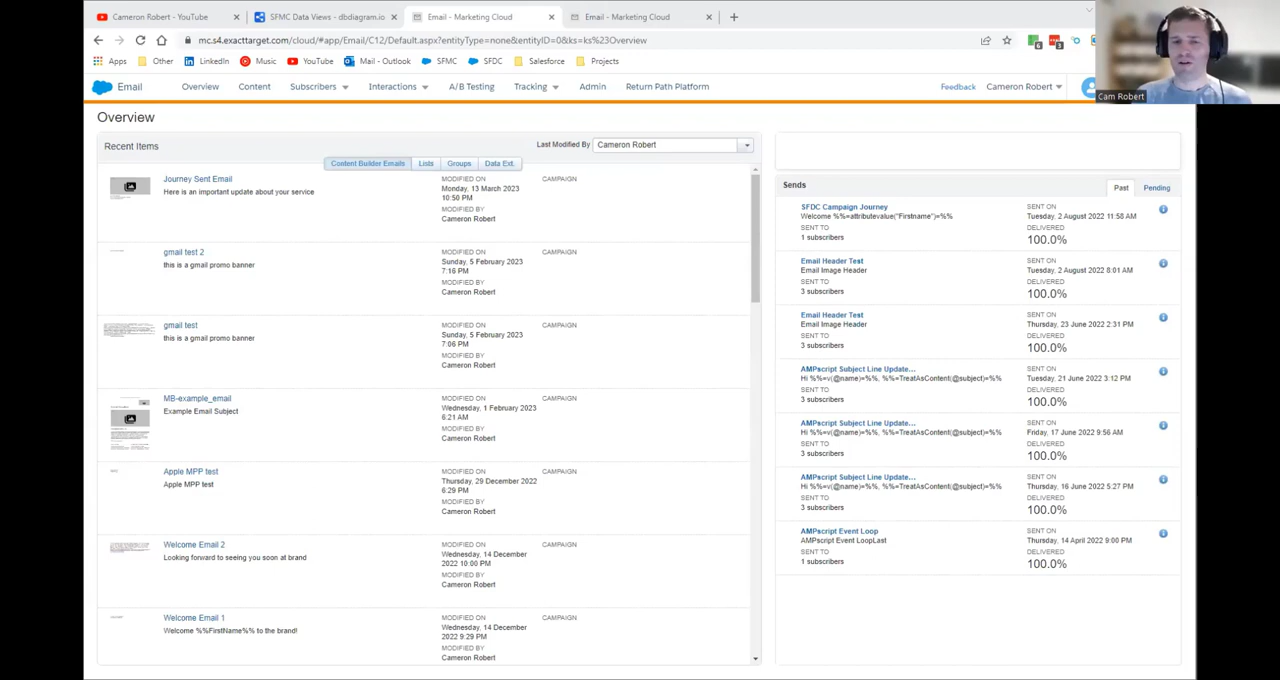 Cameron Robert - YouTube
SFMC Data Views - dbdiagram.io
Email - Marketing Cloud
Email - Marketing Cloud
mc.s4.exacttarget.com/cloud/#app/Email/C12/Default.aspx?entityType=none&entityID=0&ks=ks%23Overview
6
3
Apps
Other
LinkedIn
Music
YouTube
Mail - Outlook
SFMC
SFDC
Salesforce
Projects
Cam Robert
Email
Overview
Content
Subscribers
Interactions
A/B Testing
Tracking
Admin
Return Path Platform
Feedback
Cameron Robert
Overview
Recent Items
Last Modified By
Cameron Robert
Content Builder Emails
Lists
Groups
Data Ext.
Journey Sent Email
Here is an important update about your service
MODIFIED ON
Monday, 13 March 2023
10:50 PM
MODIFIED BY
Cameron Robert
CAMPAIGN
gmail test 2
this is a gmail promo banner
MODIFIED ON
Sunday, 5 February 2023
7:16 PM
MODIFIED BY
Cameron Robert
CAMPAIGN
gmail test
this is a gmail promo banner
MODIFIED ON
Sunday, 5 February 2023
7:06 PM
MODIFIED BY
Cameron Robert
CAMPAIGN
MB-example_email
Example Email Subject
MODIFIED ON
Wednesday, 1 February 2023
6:21 AM
MODIFIED BY
Cameron Robert
CAMPAIGN
Apple MPP test
Apple MPP test
MODIFIED ON
Thursday, 29 December 2022
6:29 PM
MODIFIED BY
Cameron Robert
CAMPAIGN
Welcome Email 2
Looking forward to seeing you soon at brand
MODIFIED ON
Wednesday, 14 December
2022 10:00 PM
MODIFIED BY
Cameron Robert
CAMPAIGN
Welcome Email 1
Welcome %%FirstName%% to the brand!
MODIFIED ON
Wednesday, 14 December
2022 9:29 PM
MODIFIED BY
Cameron Robert
CAMPAIGN
Sends
Past
Pending
SFDC Campaign Journey
Welcome %%=attributevalue("Firstname")=%%
SENT TO
1 subscribers
SENT ON
Tuesday, 2 August 2022 11:58 AM
DELIVERED
100.0%
Email Header Test
Email Image Header
SENT TO
3 subscribers
SENT ON
Tuesday, 2 August 2022 8:01 AM
DELIVERED
100.0%
Email Header Test
Email Image Header
SENT TO
3 subscribers
SENT ON
Thursday, 23 June 2022 2:31 PM
DELIVERED
100.0%
AMPscript Subject Line Update...
Hi %%=v(@name)=%%, %%=TreatAsContent(@subject)=%%
SENT TO
3 subscribers
SENT ON
Tuesday, 21 June 2022 3:12 PM
DELIVERED
100.0%
AMPscript Subject Line Update...
Hi %%=v(@name)=%%, %%=TreatAsContent(@subject)=%%
SENT TO
3 subscribers
SENT ON
Friday, 17 June 2022 9:56 AM
DELIVERED
100.0%
AMPscript Subject Line Update...
Hi %%=v(@name)=%%, %%=TreatAsContent(@subject)=%%
SENT TO
3 subscribers
SENT ON
Thursday, 16 June 2022 5:27 PM
DELIVERED
100.0%
AMPscript Event Loop
AMPscript Event LoopLast
SENT TO
1 subscribers
SENT ON
Thursday, 14 April 2022 9:00 PM
DELIVERED
100.0%